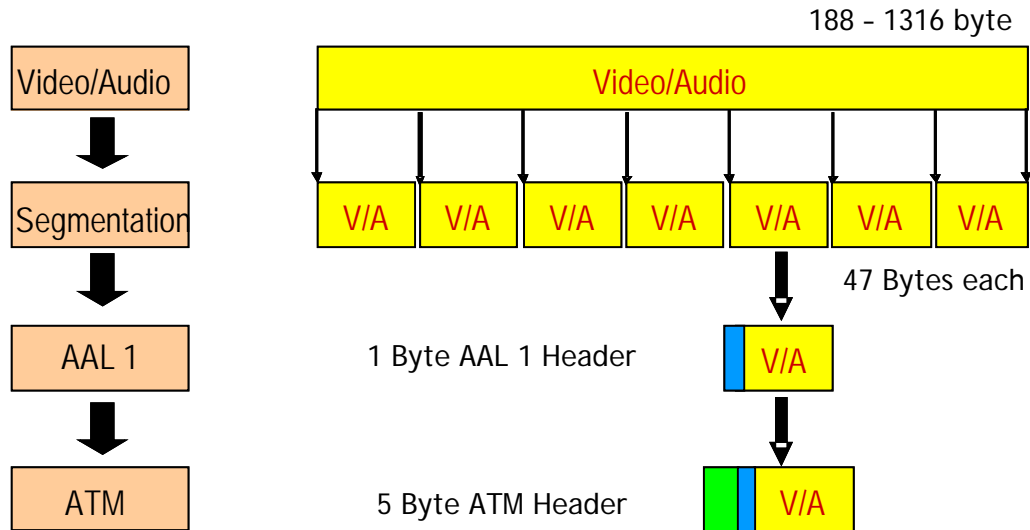 188 - 1316 byte
Video/Audio
Video/Audio
Segmentation
V/A
V/A
V/A
V/A
V/A
V/A
V/A
47 Bytes each
AAL 1
1 Byte AAL 1 Header
V/A
ATM
5 Byte ATM Header
V/A